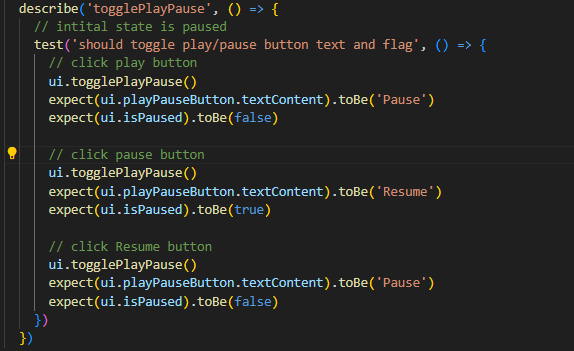 describe('togglePlayPause', () => {
// intital state is paused
test('should toggle play/pause button text and flag', () => {
// click play button
ui.togglePlayPause()
expect(ui.playPauseButton.textContent).toBe('Pause')
expect(ui.isPaused).toBe(false)
// click pause button
ui.togglePlayPause()
expect(ui.playPauseButton.textContent).toBe('Resume')
expect(ui.isPaused).toBe(true)
// click Resume button
ui.togglePlayPause()
expect(ui.playPauseButton.textContent).toBe('Pause')
expect(ui.isPaused).toBe(false)
})
})